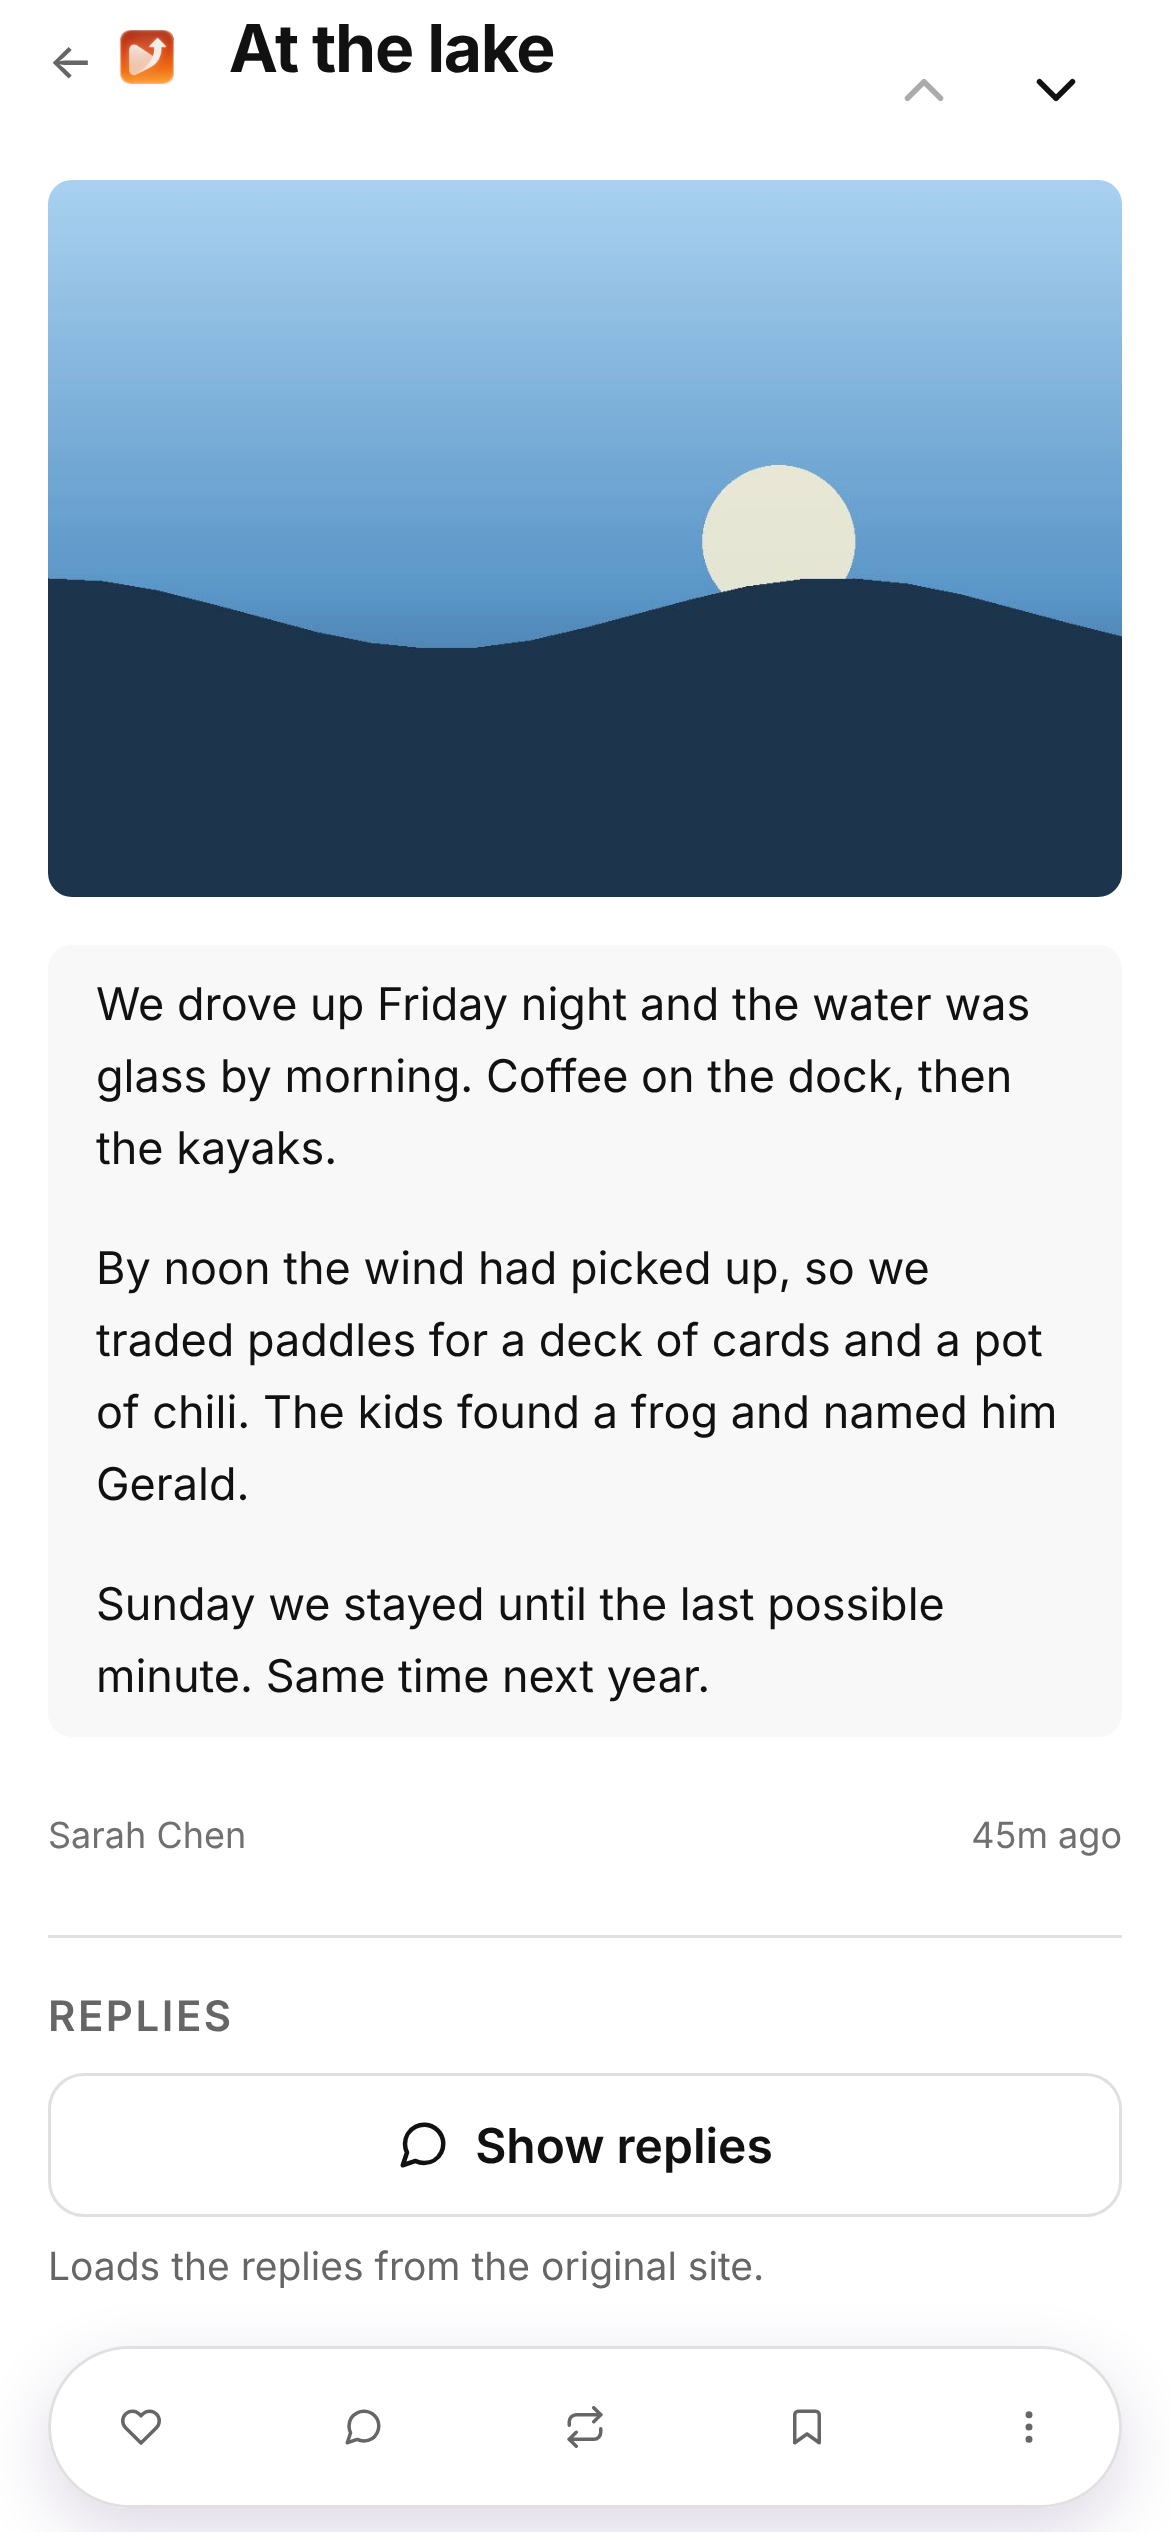 At the lake
We drove up Friday night and the water was
glass by morning. Coffee on the dock, then
the kayaks.
By noon the wind had picked up, so we
traded paddles for a deck of cards and a pot
of chili. The kids found a frog and named him
Gerald.
Sunday we stayed until the last possible
minute. Same time next year.
Sarah Chen
45m ago
REPLIES
Show replies
Loads the replies from the original site.